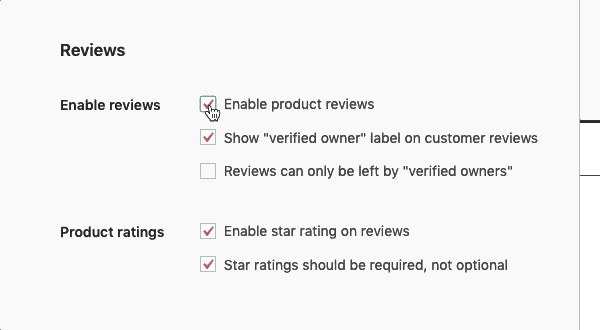 Reviews
Enable reviews
Enable product reviews
Show "verified owner" label on customer reviews
Reviews can only be left by "verified owners"
Product ratings
Enable star rating on reviews
Star ratings should be required, not optional